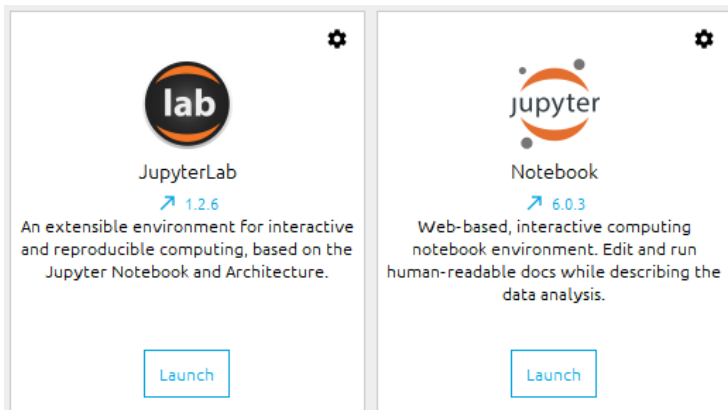 lab
JupyterLab
1.2.6
An extensible environment for interactive
and reproducible computing, based on the
Jupyter Notebook and Architecture.
Launch
jupyter
Notebook
6.0.3
Web-based, interactive computing
notebook environment. Edit and run
human-readable docs while describing the
data analysis.
Launch